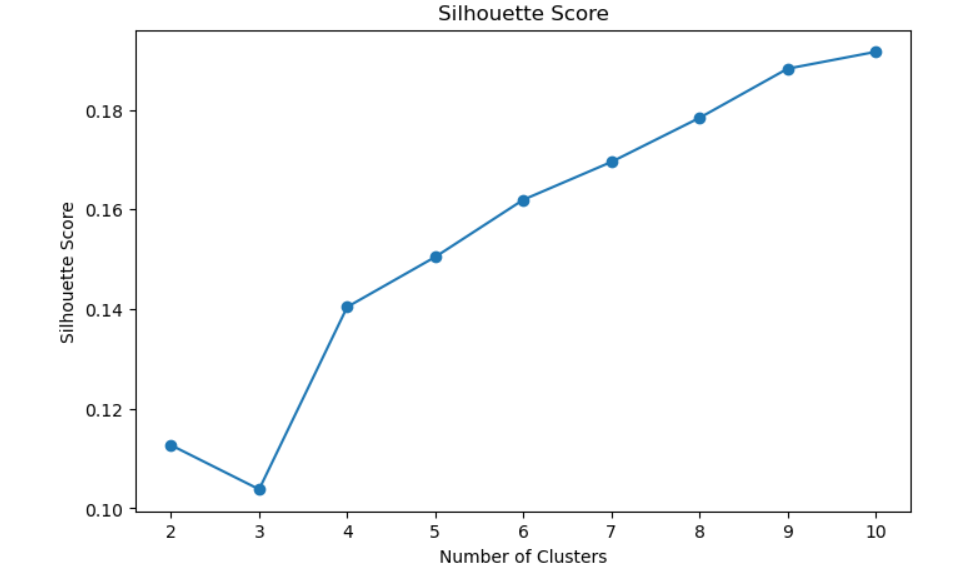 Silhouette Score
Silhouette Score
0.18
0.16
0.14
0.12
0.10
2 3 4 5 6 7 8 9 10
Number of Clusters